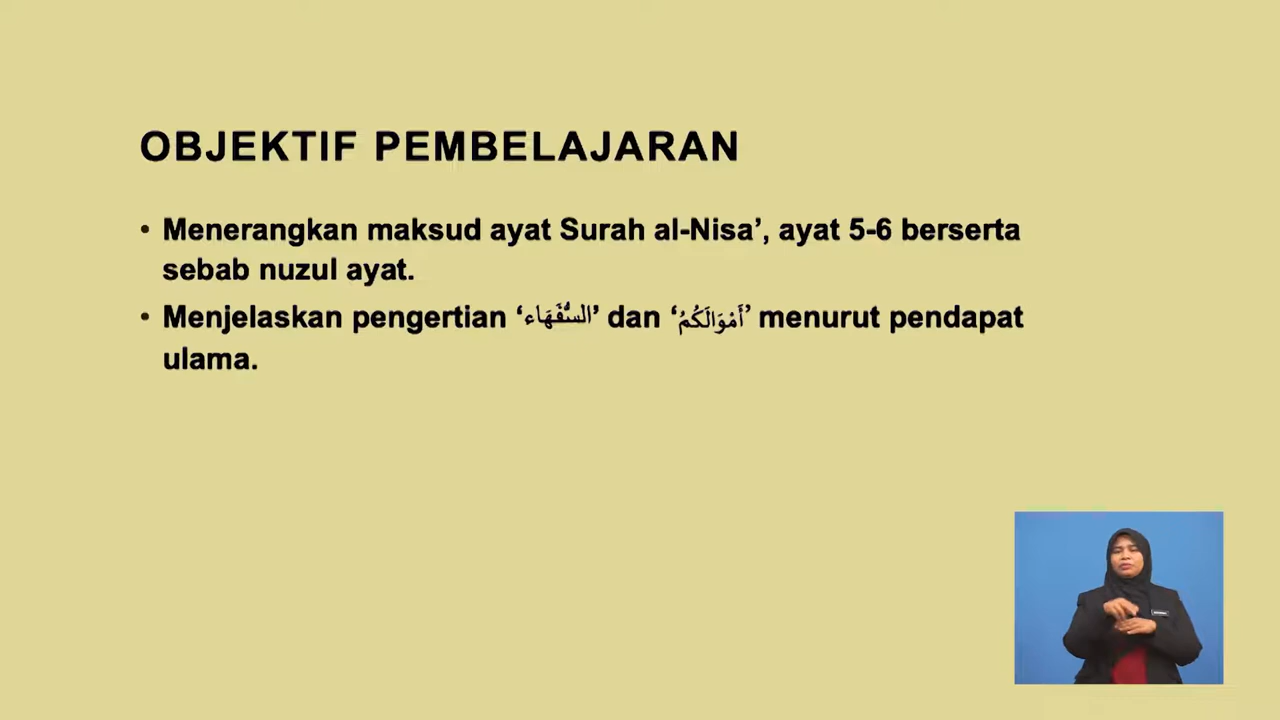 OBJEKTIF PEMBELAJARAN
• Menerangkan maksud ayat Surah al-Nisa’, ayat 5-6 berserta
sebab nuzul ayat.
• Menjelaskan pengertian ‘السُّفَهَاء’ dan ‘أَمْوَالَكُمُ’ menurut pendapat
ulama.